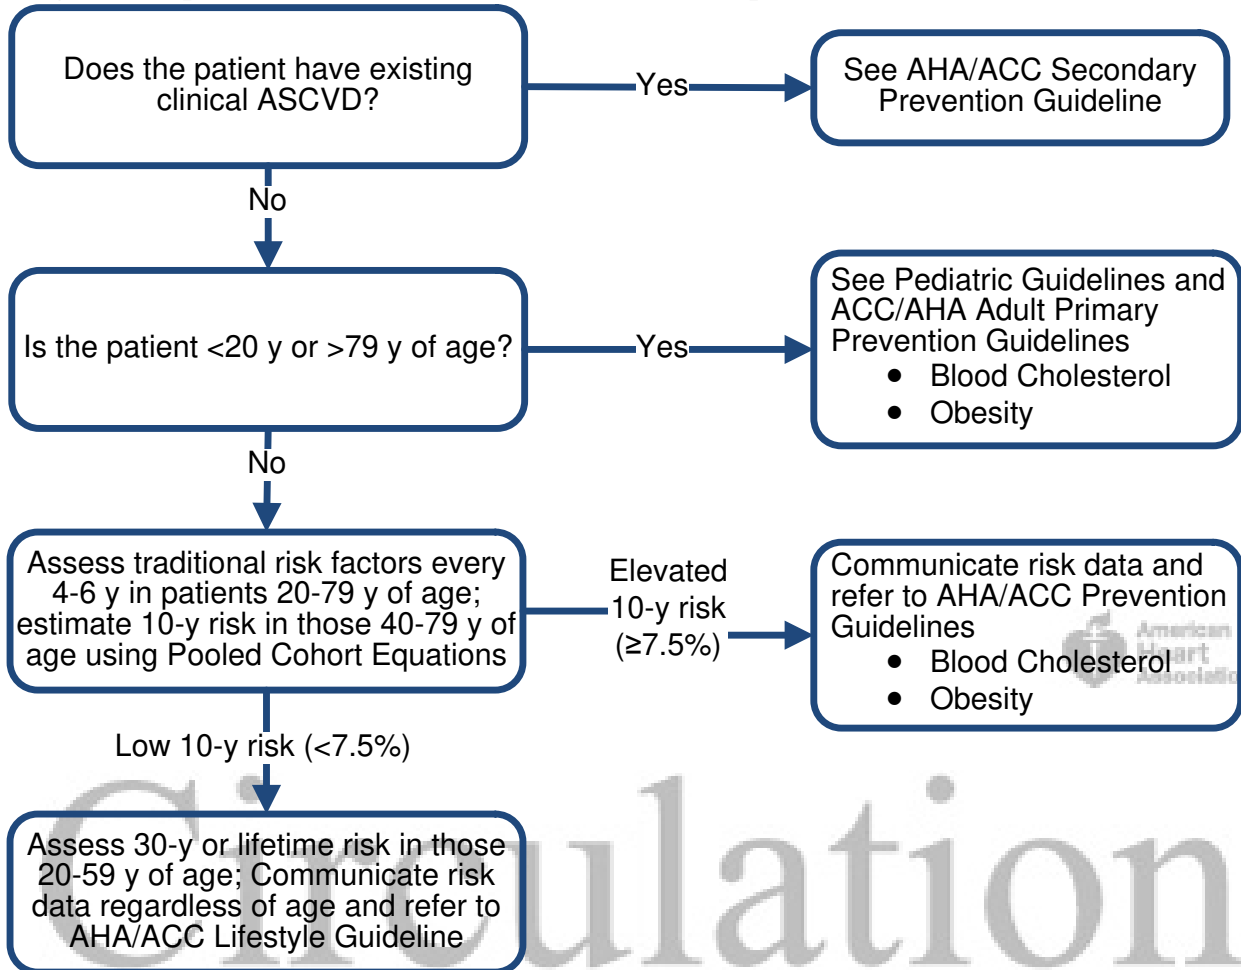 Does the patient have existing
clinical ASCVD?
Yes
See AHA/ACC Secondary
Prevention Guideline
No
Is the patient <20 y or >79 y of age?
Yes
See Pediatric Guidelines and
ACC/AHA Adult Primary
Prevention Guidelines
• Blood Cholesterol
• Obesity
No
Assess traditional risk factors every
4-6 y in patients 20-79 y of age;
estimate 10-y risk in those 40-79 y of
age using Pooled Cohort Equations
Elevated
10-y risk
(≥7.5%)
Communicate risk data and
refer to AHA/ACC Prevention
Guidelines
• Blood Cholesterol
• Obesity
American
Heart
Associatio
Low 10-y risk (<7.5%)
Assess 30-y or lifetime risk in those
20-59 y of age; Communicate risk
data regardless of age and refer to
AHA/ACC Lifestyle Guideline
Circulation